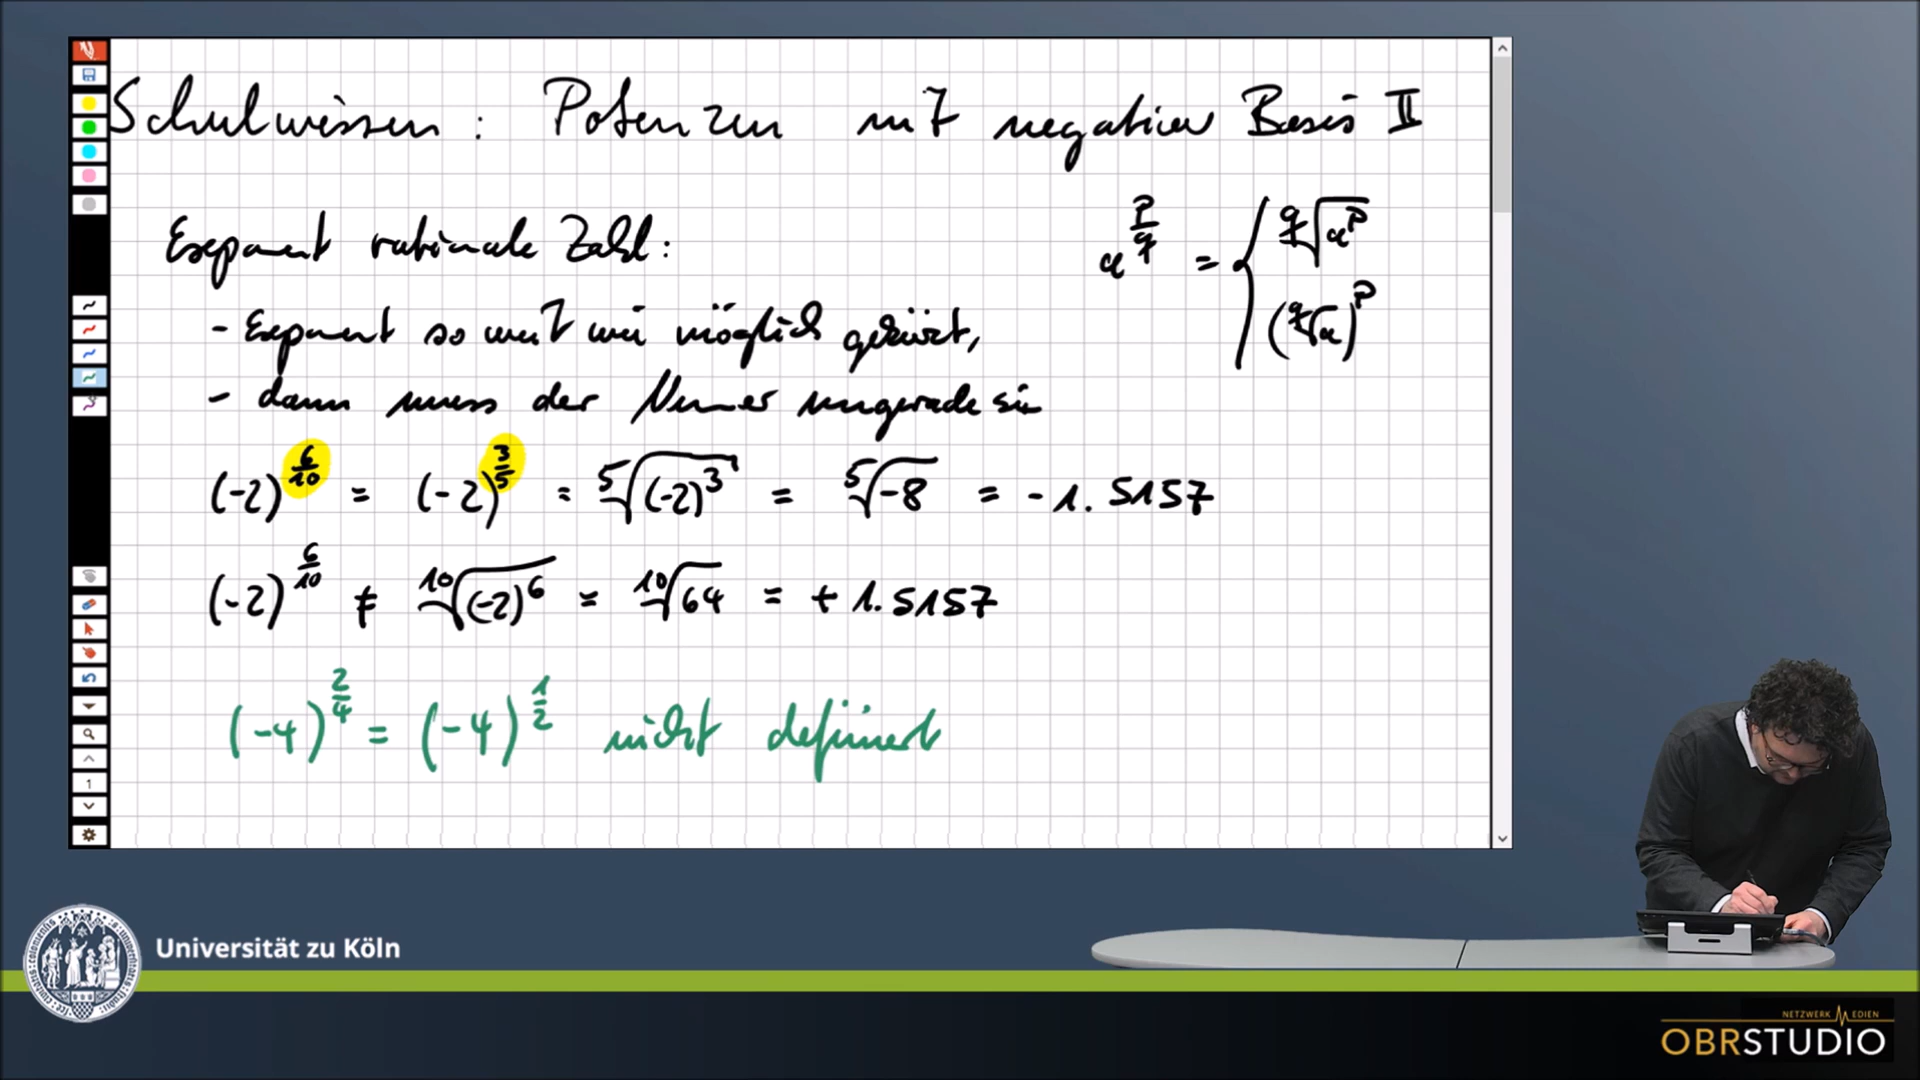 Schulwissen: Potenzen mit negativer Basis II
Exponent rationale Zahl:
a^(p/q) = { ^q√(a^p)
(^q√a)^p
- Exponent so weit wie möglich gekürzt,
- dann muss der Nenner ungerade sein
(-2)^(6/10) = (-2)^(3/5) = ⁵√((-2)³) = ⁵√(-8) = -1.5157
(-2)^(6/10) ≠ ¹⁰√((-2)⁶) = ¹⁰√64 = +1.5157
(-4)^(2/4) = (-4)^(1/2) nicht definiert
1
Universität zu Köln
NETZWERK MEDIEN
OBRSTUDIO